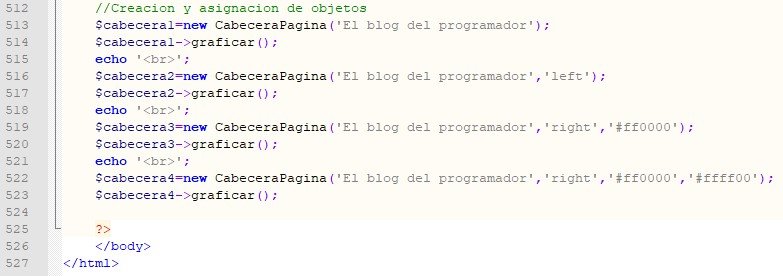 512 //Creacion y asignacion de objetos
513 $cabecera1=new CabeceraPagina('El blog del programador');
514 $cabecera1->graficar();
515 echo '<br>';
516 $cabecera2=new CabeceraPagina('El blog del programador','left');
517 $cabecera2->graficar();
518 echo '<br>';
519 $cabecera3=new CabeceraPagina('El blog del programador','right','#ff0000');
520 $cabecera3->graficar();
521 echo '<br>';
522 $cabecera4=new CabeceraPagina('El blog del programador','right','#ff0000','#ffff00');
523 $cabecera4->graficar();
524
525 ?>
526 </body>
527 </html>